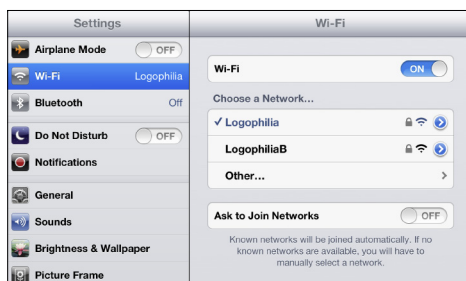 Settings
Airplane Mode OFF
Wi-Fi Logophilia
Bluetooth Off
Do Not Disturb OFF
Notifications
General
Sounds
Brightness & Wallpaper
Picture Frame
Wi-Fi
Wi-Fi ON
Choose a Network...
✓ Logophilia
LogophiliaB
Other...
Ask to Join Networks OFF
Known networks will be joined automatically. If no
known networks are available, you will have to
manually select a network.